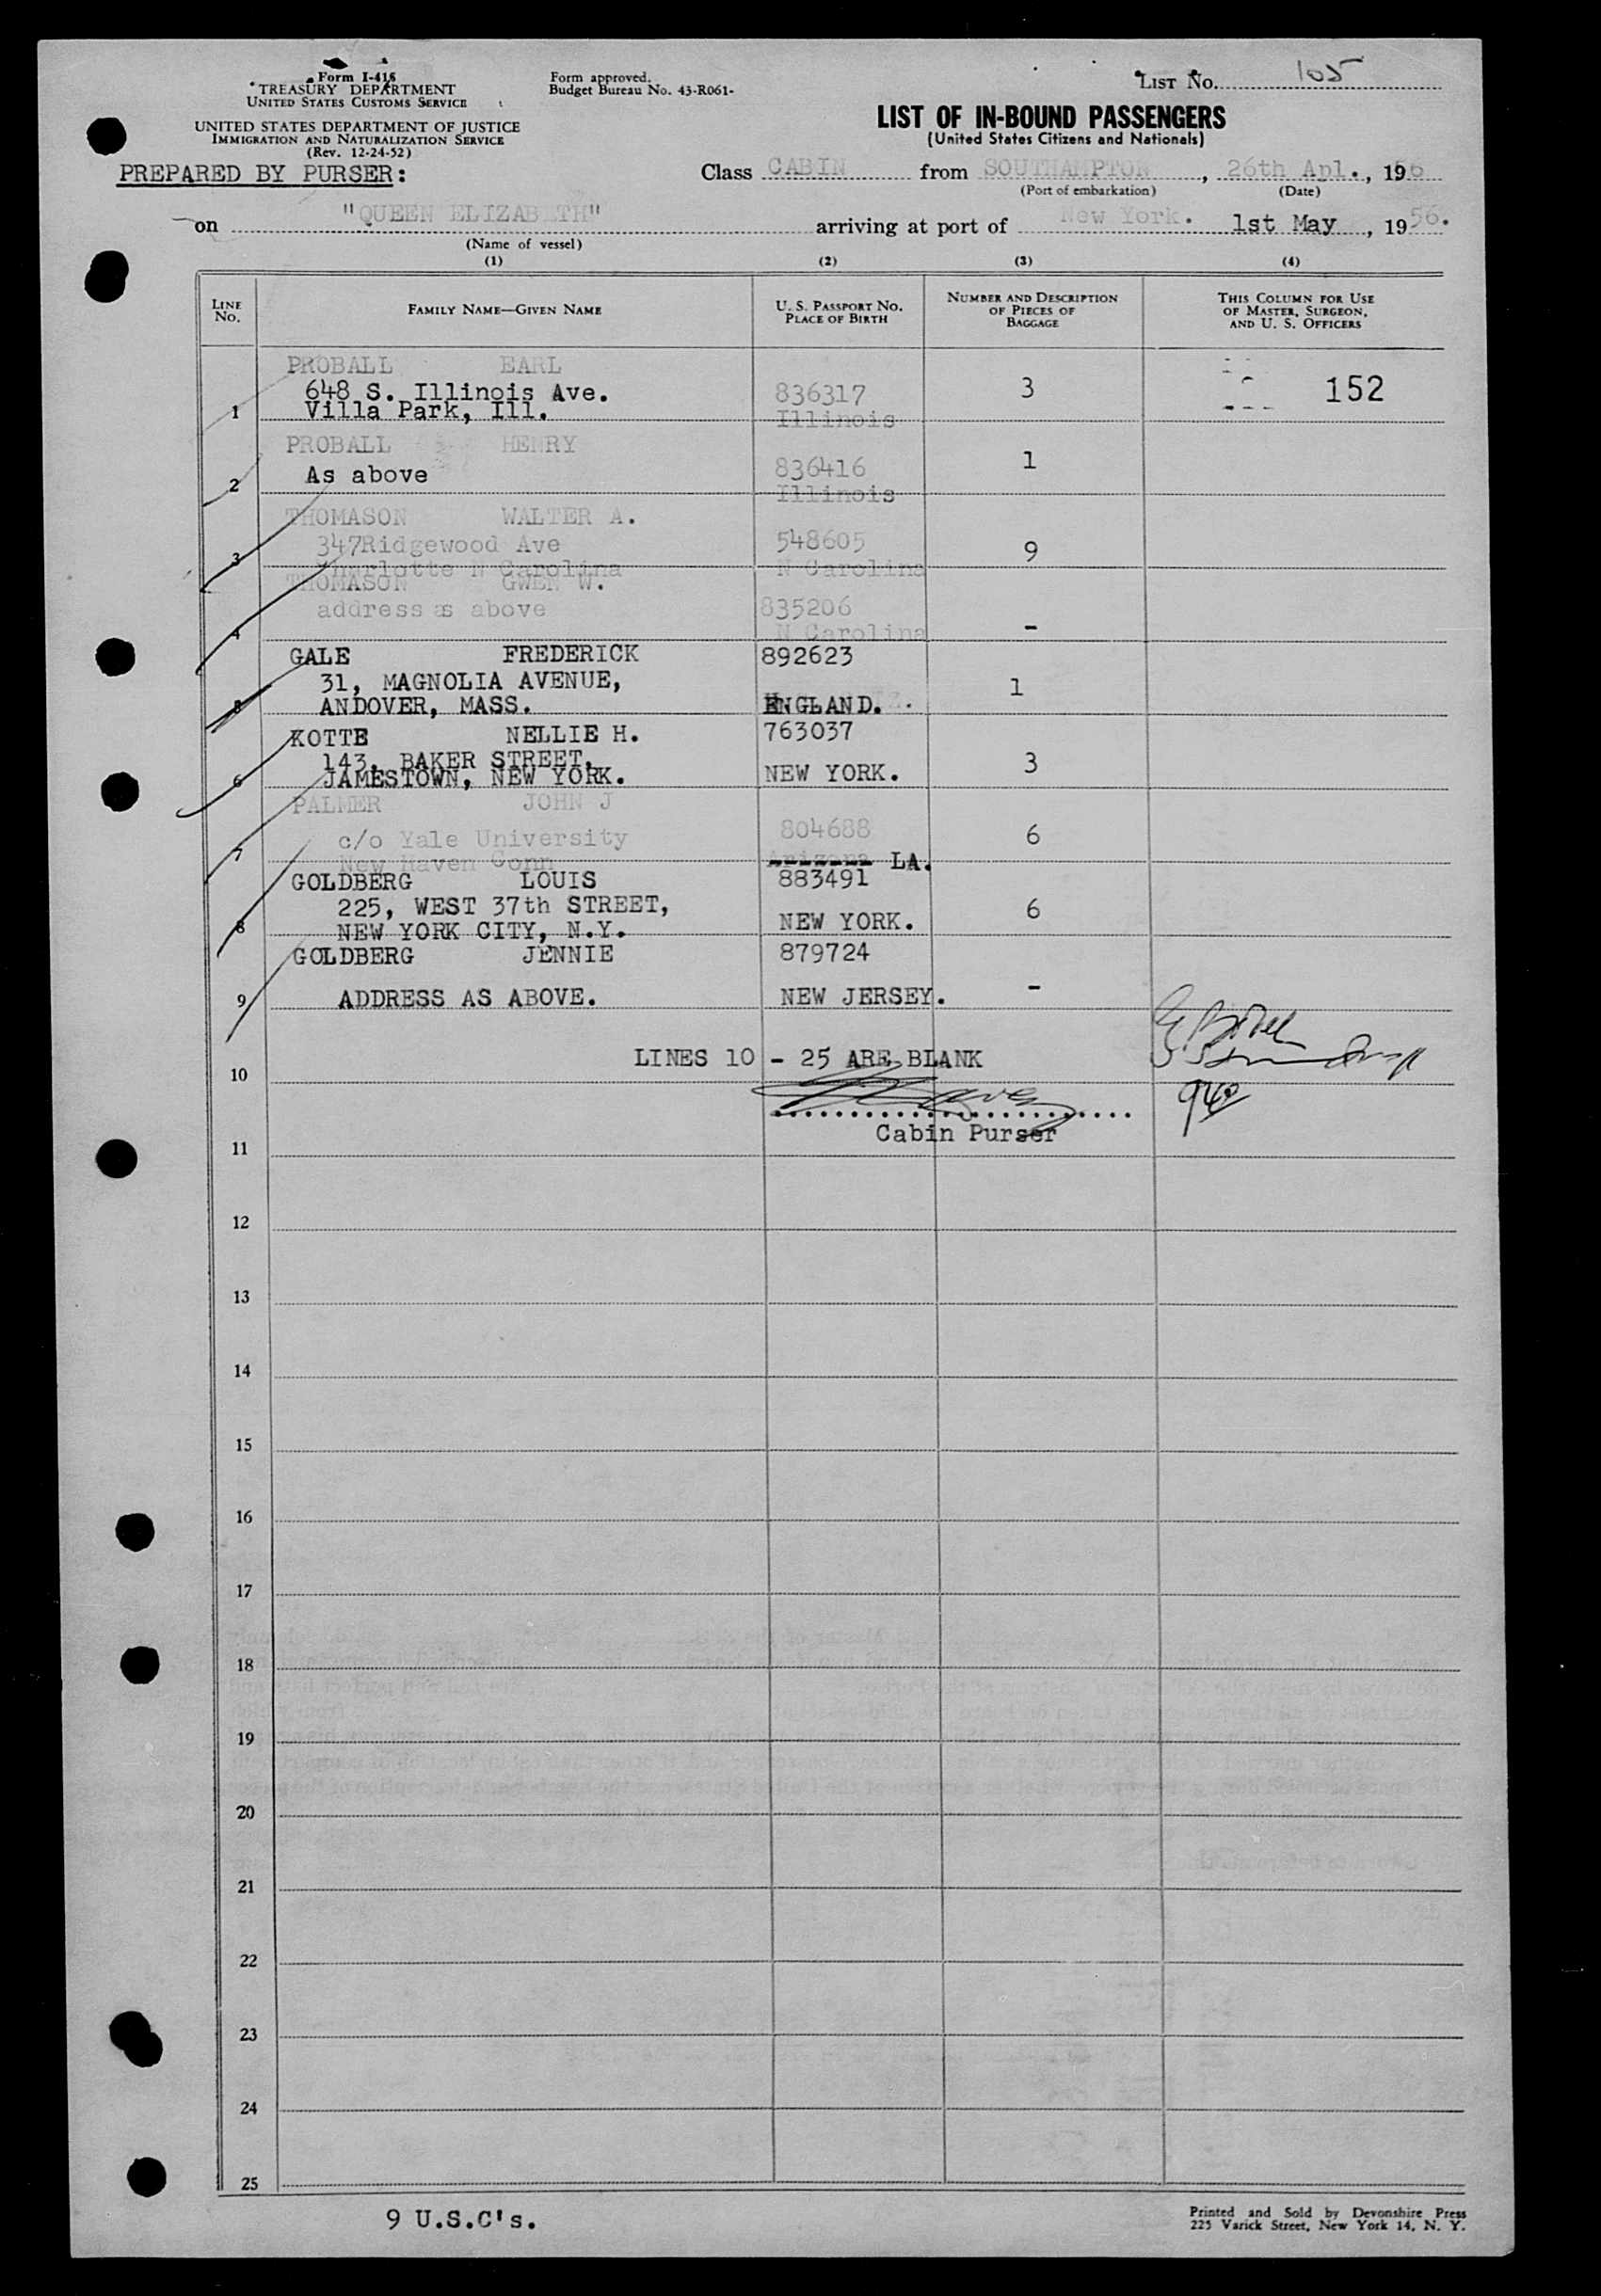 Form I-416
TREASURY DEPARTMENT
UNITED STATES CUSTOMS SERVICE
UNITED STATES DEPARTMENT OF JUSTICE
IMMIGRATION AND NATURALIZATION SERVICE
(Rev. 12-24-52)
PREPARED BY PURSER:
Form approved.
Budget Bureau No. 43-R061-
LIST No. 105
LIST OF IN-BOUND PASSENGERS
(United States Citizens and Nationals)
Class CABIN from SOUTHAMPTON, 26th Apl., 1956
(Port of embarkation) (Date)
on "QUEEN ELIZABETH" arriving at port of New York. 1st May, 1956.
(Name of vessel)
(1) (2) (3) (4)
LINE No. FAMILY NAME—GIVEN NAME U. S. PASSPORT No. PLACE OF BIRTH NUMBER AND DESCRIPTION OF PIECES OF BAGGAGE THIS COLUMN FOR USE OF MASTER, SURGEON, AND U. S. OFFICERS
PROBALL EARL
648 S. Illinois Ave. 836317 3 152
1 Villa Park, Ill. Illinois
PROBALL HENRY
2 As above 836416 1
Illinois
THOMASON WALTER A.
3 347Ridgewood Ave 548605 9
Charlotte N Carolina N Carolina
THOMASON GWEN W.
address as above 835206
4 N Carolina -
GALE FREDERICK 892623
31, MAGNOLIA AVENUE, 1
5 ANDOVER, MASS. ENGLAND.
KOTTE NELLIE H. 763037
143, BAKER STREET, 3
6 JAMESTOWN, NEW YORK. NEW YORK.
PALMER JOHN J
c/o Yale University 804688 6
7 New Haven Conn Arizona LA.
GOLDBERG LOUIS 883491
225, WEST 37th STREET, 6
8 NEW YORK CITY, N.Y. NEW YORK.
GOLDBERG JENNIE 879724
9 ADDRESS AS ABOVE. NEW JERSEY. -
LINES 10 - 25 ARE BLANK
10
940
Cabin Purser
11
12
13
14
15
16
17
18
19
20
21
22
23
24
25
9 U.S.C's.
Printed and Sold by Devonshire Press
225 Varick Street, New York 14, N. Y.